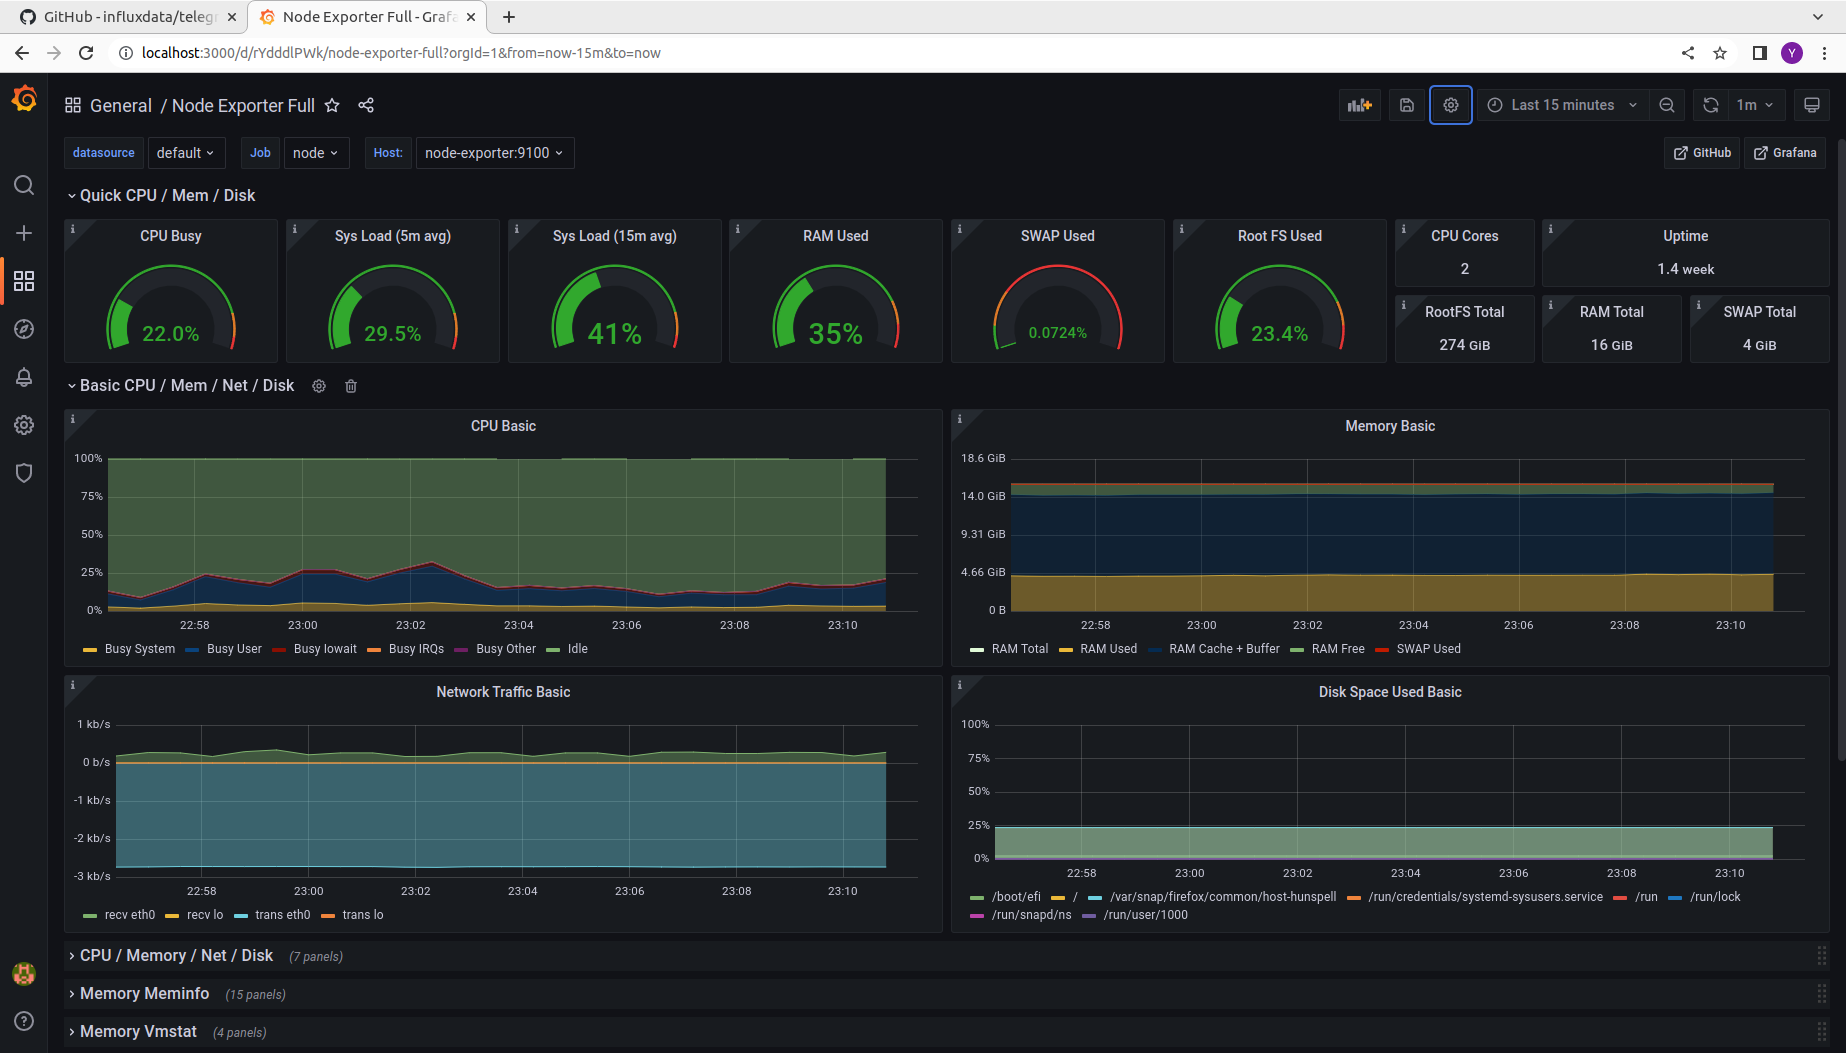 GitHub - influxdata/telegr
Node Exporter Full - Grafa
localhost:3000/d/rYdddlPWk/node-exporter-full?orgId=1&from=now-15m&to=now
Y
General / Node Exporter Full
Last 15 minutes
1m
datasource default
Job node
Host: node-exporter:9100
GitHub
Grafana
Quick CPU / Mem / Disk
CPU Busy
22.0%
Sys Load (5m avg)
29.5%
Sys Load (15m avg)
41%
RAM Used
35%
SWAP Used
0.0724%
Root FS Used
23.4%
CPU Cores
2
Uptime
1.4 week
RootFS Total
274 GiB
RAM Total
16 GiB
SWAP Total
4 GiB
Basic CPU / Mem / Net / Disk
CPU Basic
100%
75%
50%
25%
0%
22:58 23:00 23:02 23:04 23:06 23:08 23:10
Busy System Busy User Busy Iowait Busy IRQs Busy Other Idle
Memory Basic
18.6 GiB
14.0 GiB
9.31 GiB
4.66 GiB
0 B
22:58 23:00 23:02 23:04 23:06 23:08 23:10
RAM Total RAM Used RAM Cache + Buffer RAM Free SWAP Used
Network Traffic Basic
1 kb/s
0 b/s
-1 kb/s
-2 kb/s
-3 kb/s
22:58 23:00 23:02 23:04 23:06 23:08 23:10
recv eth0 recv lo trans eth0 trans lo
Disk Space Used Basic
100%
75%
50%
25%
0%
22:58 23:00 23:02 23:04 23:06 23:08 23:10
/boot/efi / /var/snap/firefox/common/host-hunspell /run/credentials/systemd-sysusers.service /run /run/lock
/run/snapd/ns /run/user/1000
CPU / Memory / Net / Disk (7 panels)
Memory Meminfo (15 panels)
Memory Vmstat (4 panels)